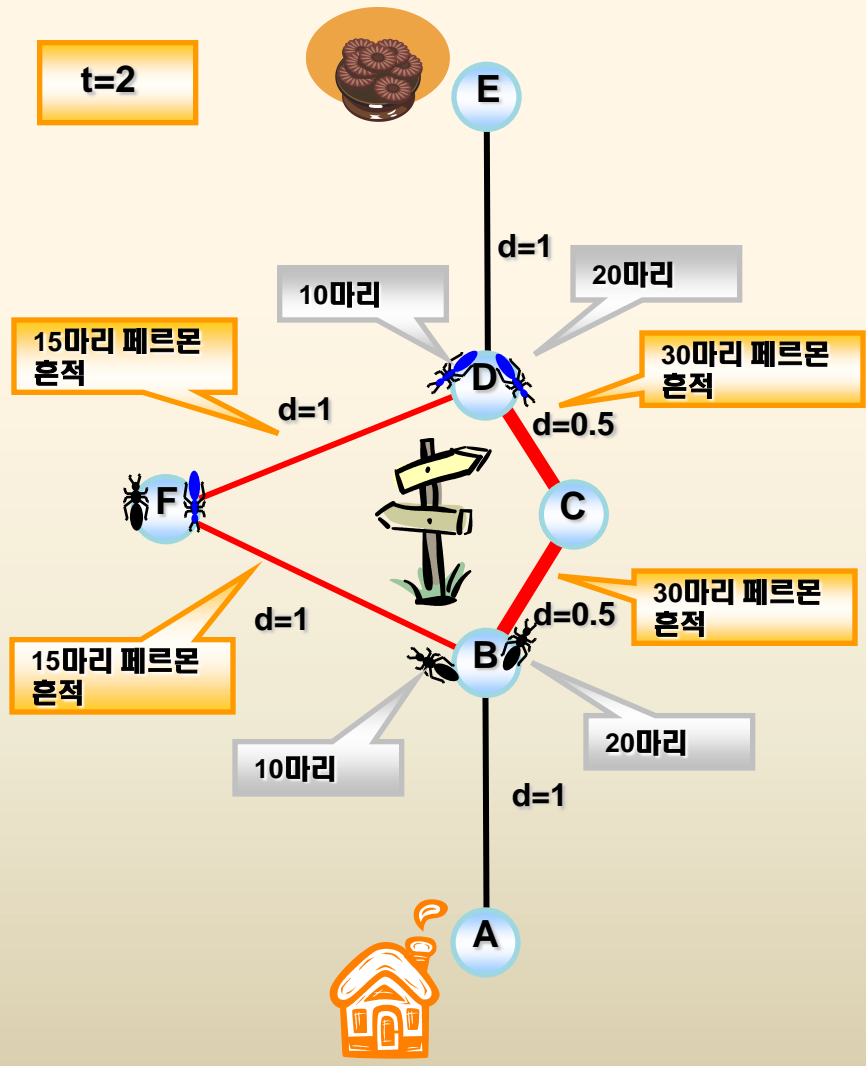 t=2
E
d=1
10마리
20마리
15마리 페르몬
흔적
30마리 페르몬
흔적
D
d=1
d=0.5
F
C
30마리 페르몬
흔적
d=1
d=0.5
15마리 페르몬
흔적
B
10마리
20마리
d=1
A